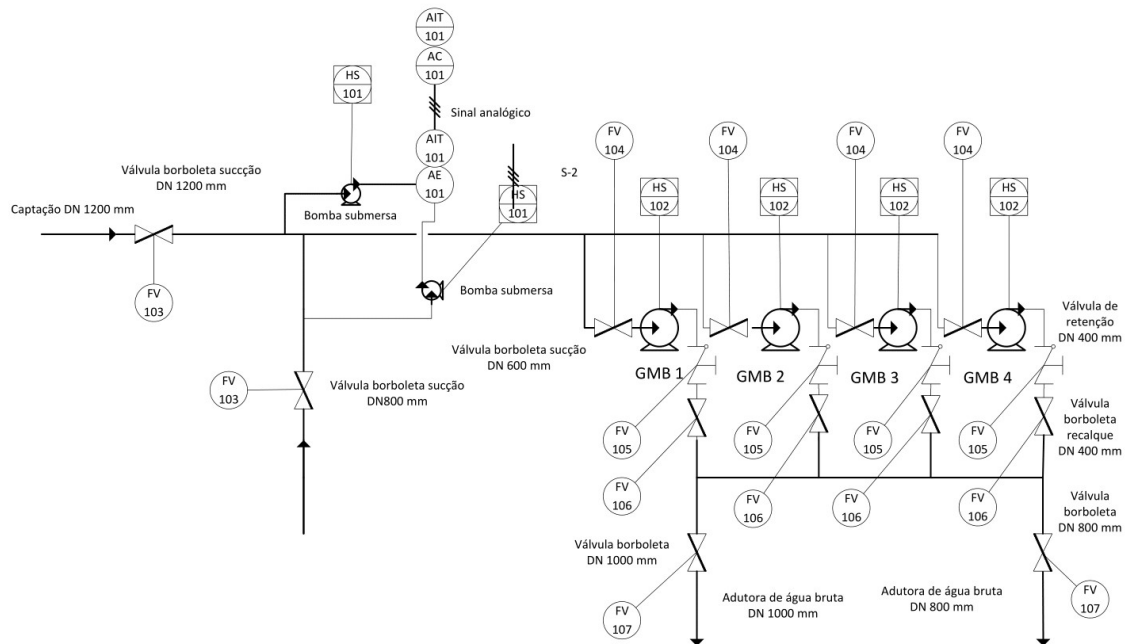 AIT
101
AC
101
HS
101
Sinal analógico
AIT
101
AE
101
S-2
HS
101
FV
104
FV
104
FV
104
FV
104
HS
102
HS
102
HS
102
HS
102
Válvula borboleta succção
DN 1200 mm
Captação DN 1200 mm
Bomba submersa
FV
103
Bomba submersa
Válvula borboleta sucção
DN 600 mm
Válvula de
retenção
DN 400 mm
GMB 1
GMB 2
GMB 3
GMB 4
FV
103
Válvula borboleta sucção
DN800 mm
Válvula
borboleta
recalque
DN 400 mm
FV
105
FV
105
FV
105
FV
105
FV
106
FV
106
FV
106
FV
106
Válvula
borboleta
DN 800 mm
Válvula borboleta
DN 1000 mm
Adutora de água bruta
DN 1000 mm
Adutora de água bruta
DN 800 mm
FV
107
FV
107